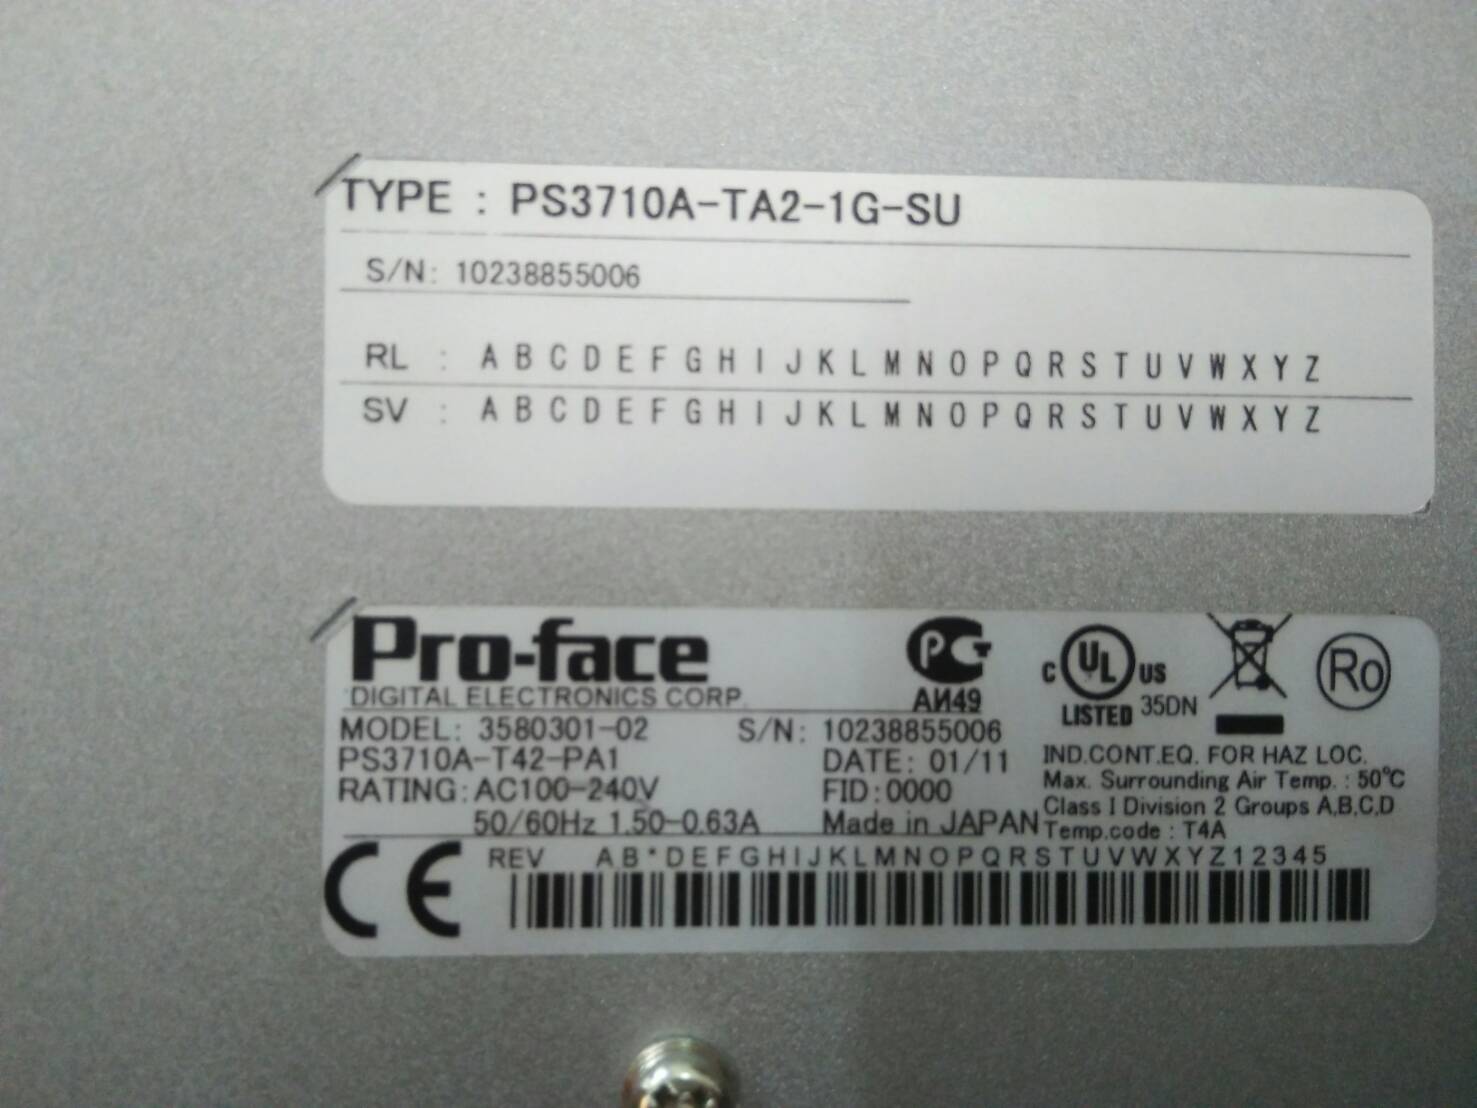 TYPE : PS3710A-TA2-1G-SU
S/N: 10238855006
RL : A B C D E F G H I J K L M N O P Q R S T U V W X Y Z
SV : A B C D E F G H I J K L M N O P Q R S T U V W X Y Z
Pro-face
DIGITAL ELECTRONICS CORP.
MODEL: 3580301-02 S/N: 10238855006
PS3710A-T42-PA1 DATE: 01/11
RATING: AC100-240V FID:0000
50/60Hz 1.50-0.63A Made in JAPAN
РС Т
АИ49
C UL US
LISTED 35DN
Ro
IND.CONT.EQ. FOR HAZ LOC.
Max. Surrounding Air Temp. : 50°C
Class I Division 2 Groups A,B,C,D
Temp.code : T4A
CE
REV AB*DEFGHIJKLMNOPQRSTUVWXYZ12345